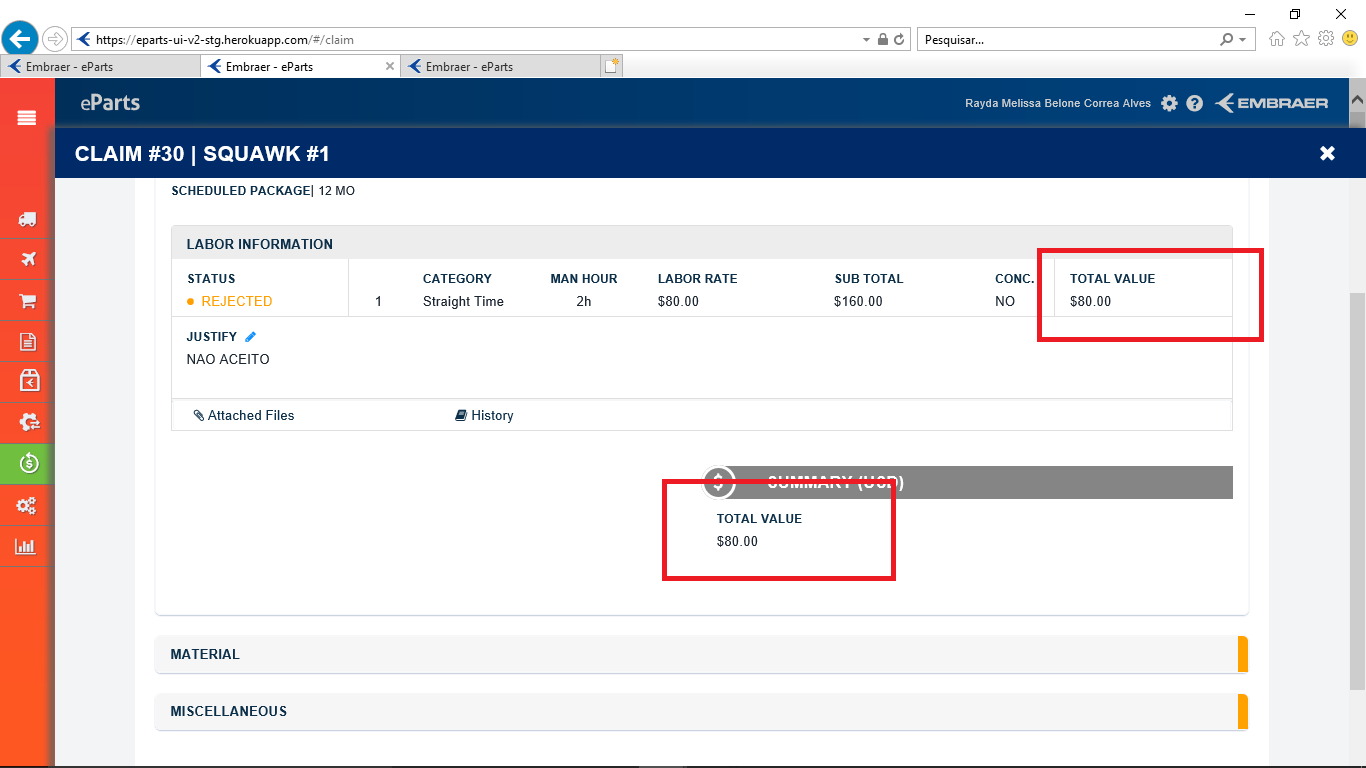 https://eparts-ui-v2-stg.herokuapp.com/#/claim
Pesquisar...
Embraer - eParts
Embraer - eParts
Embraer - eParts
eParts
Rayda Melissa Belone Correa Alves
EMBRAER
CLAIM #30 | SQUAWK #1
SCHEDULED PACKAGE| 12 MO
LABOR INFORMATION
STATUS CATEGORY MAN HOUR LABOR RATE SUB TOTAL CONC. TOTAL VALUE
REJECTED 1 Straight Time 2h $80.00 $160.00 NO $80.00
JUSTIFY
NAO ACEITO
Attached Files History
$ SUMMARY (USD)
TOTAL VALUE
$80.00
MATERIAL
MISCELLANEOUS